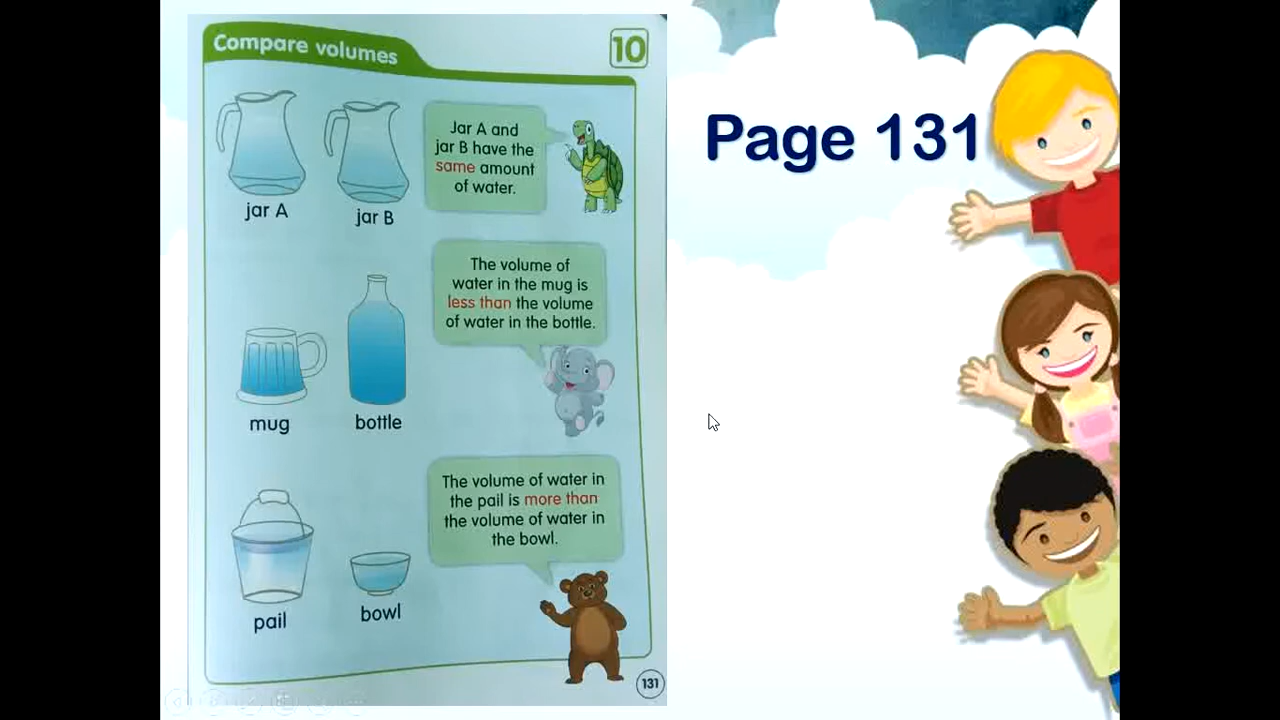 Compare volumes
10
Page 131
Jar A and
jar B have the
same amount
of water.
jar A
jar B
The volume of
water in the mug is
less than the volume
of water in the bottle.
mug
bottle
The volume of water in
the pail is more than
the volume of water in
the bowl.
pail
bowl
131